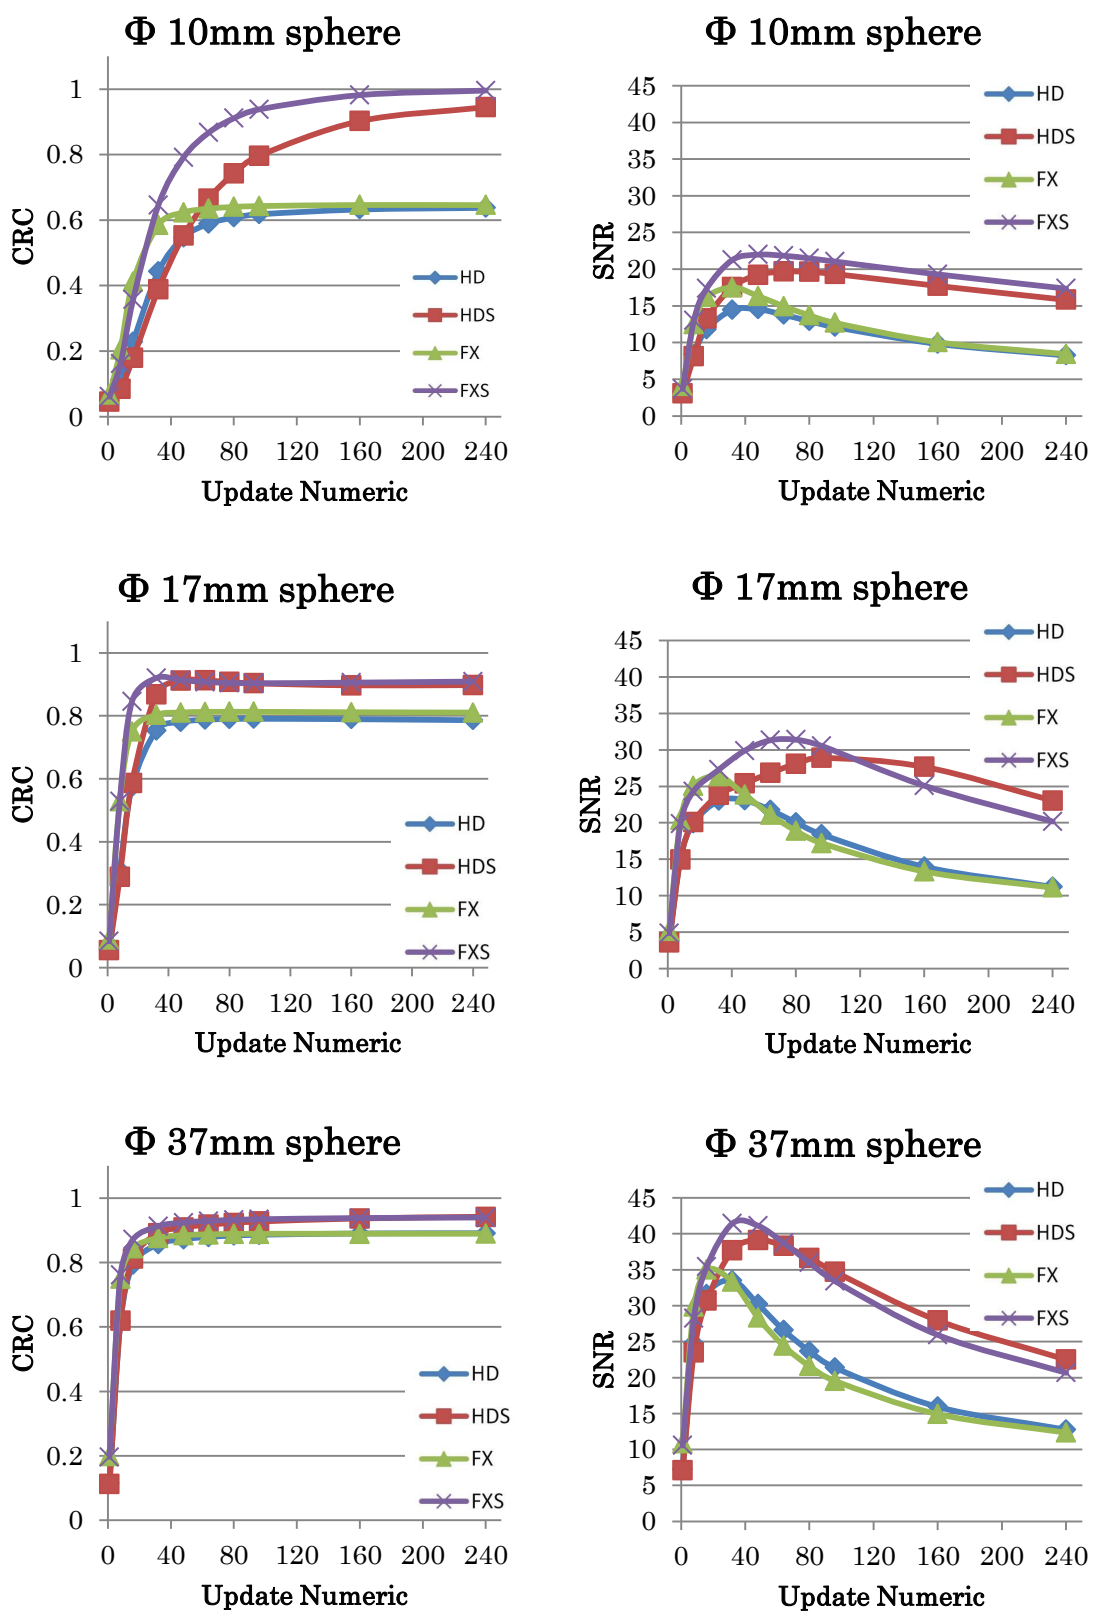 Φ 10mm sphere
CRC
1
0.8
0.6
0.4
0.2
0
HD
HDS
FX
FXS
0 40 80 120 160 200 240
Update Numeric
Φ 10mm sphere
SNR
45
40
35
30
25
20
15
10
5
0
HD
HDS
FX
FXS
0 40 80 120 160 200 240
Update Numeric
Φ 17mm sphere
CRC
1
0.8
0.6
0.4
0.2
0
HD
HDS
FX
FXS
0 40 80 120 160 200 240
Update Numeric
Φ 17mm sphere
SNR
45
40
35
30
25
20
15
10
5
0
HD
HDS
FX
FXS
0 40 80 120 160 200 240
Update Numeric
Φ 37mm sphere
CRC
1
0.8
0.6
0.4
0.2
0
HD
HDS
FX
FXS
0 40 80 120 160 200 240
Update Numeric
Φ 37mm sphere
SNR
45
40
35
30
25
20
15
10
5
0
HD
HDS
FX
FXS
0 40 80 120 160 200 240
Update Numeric